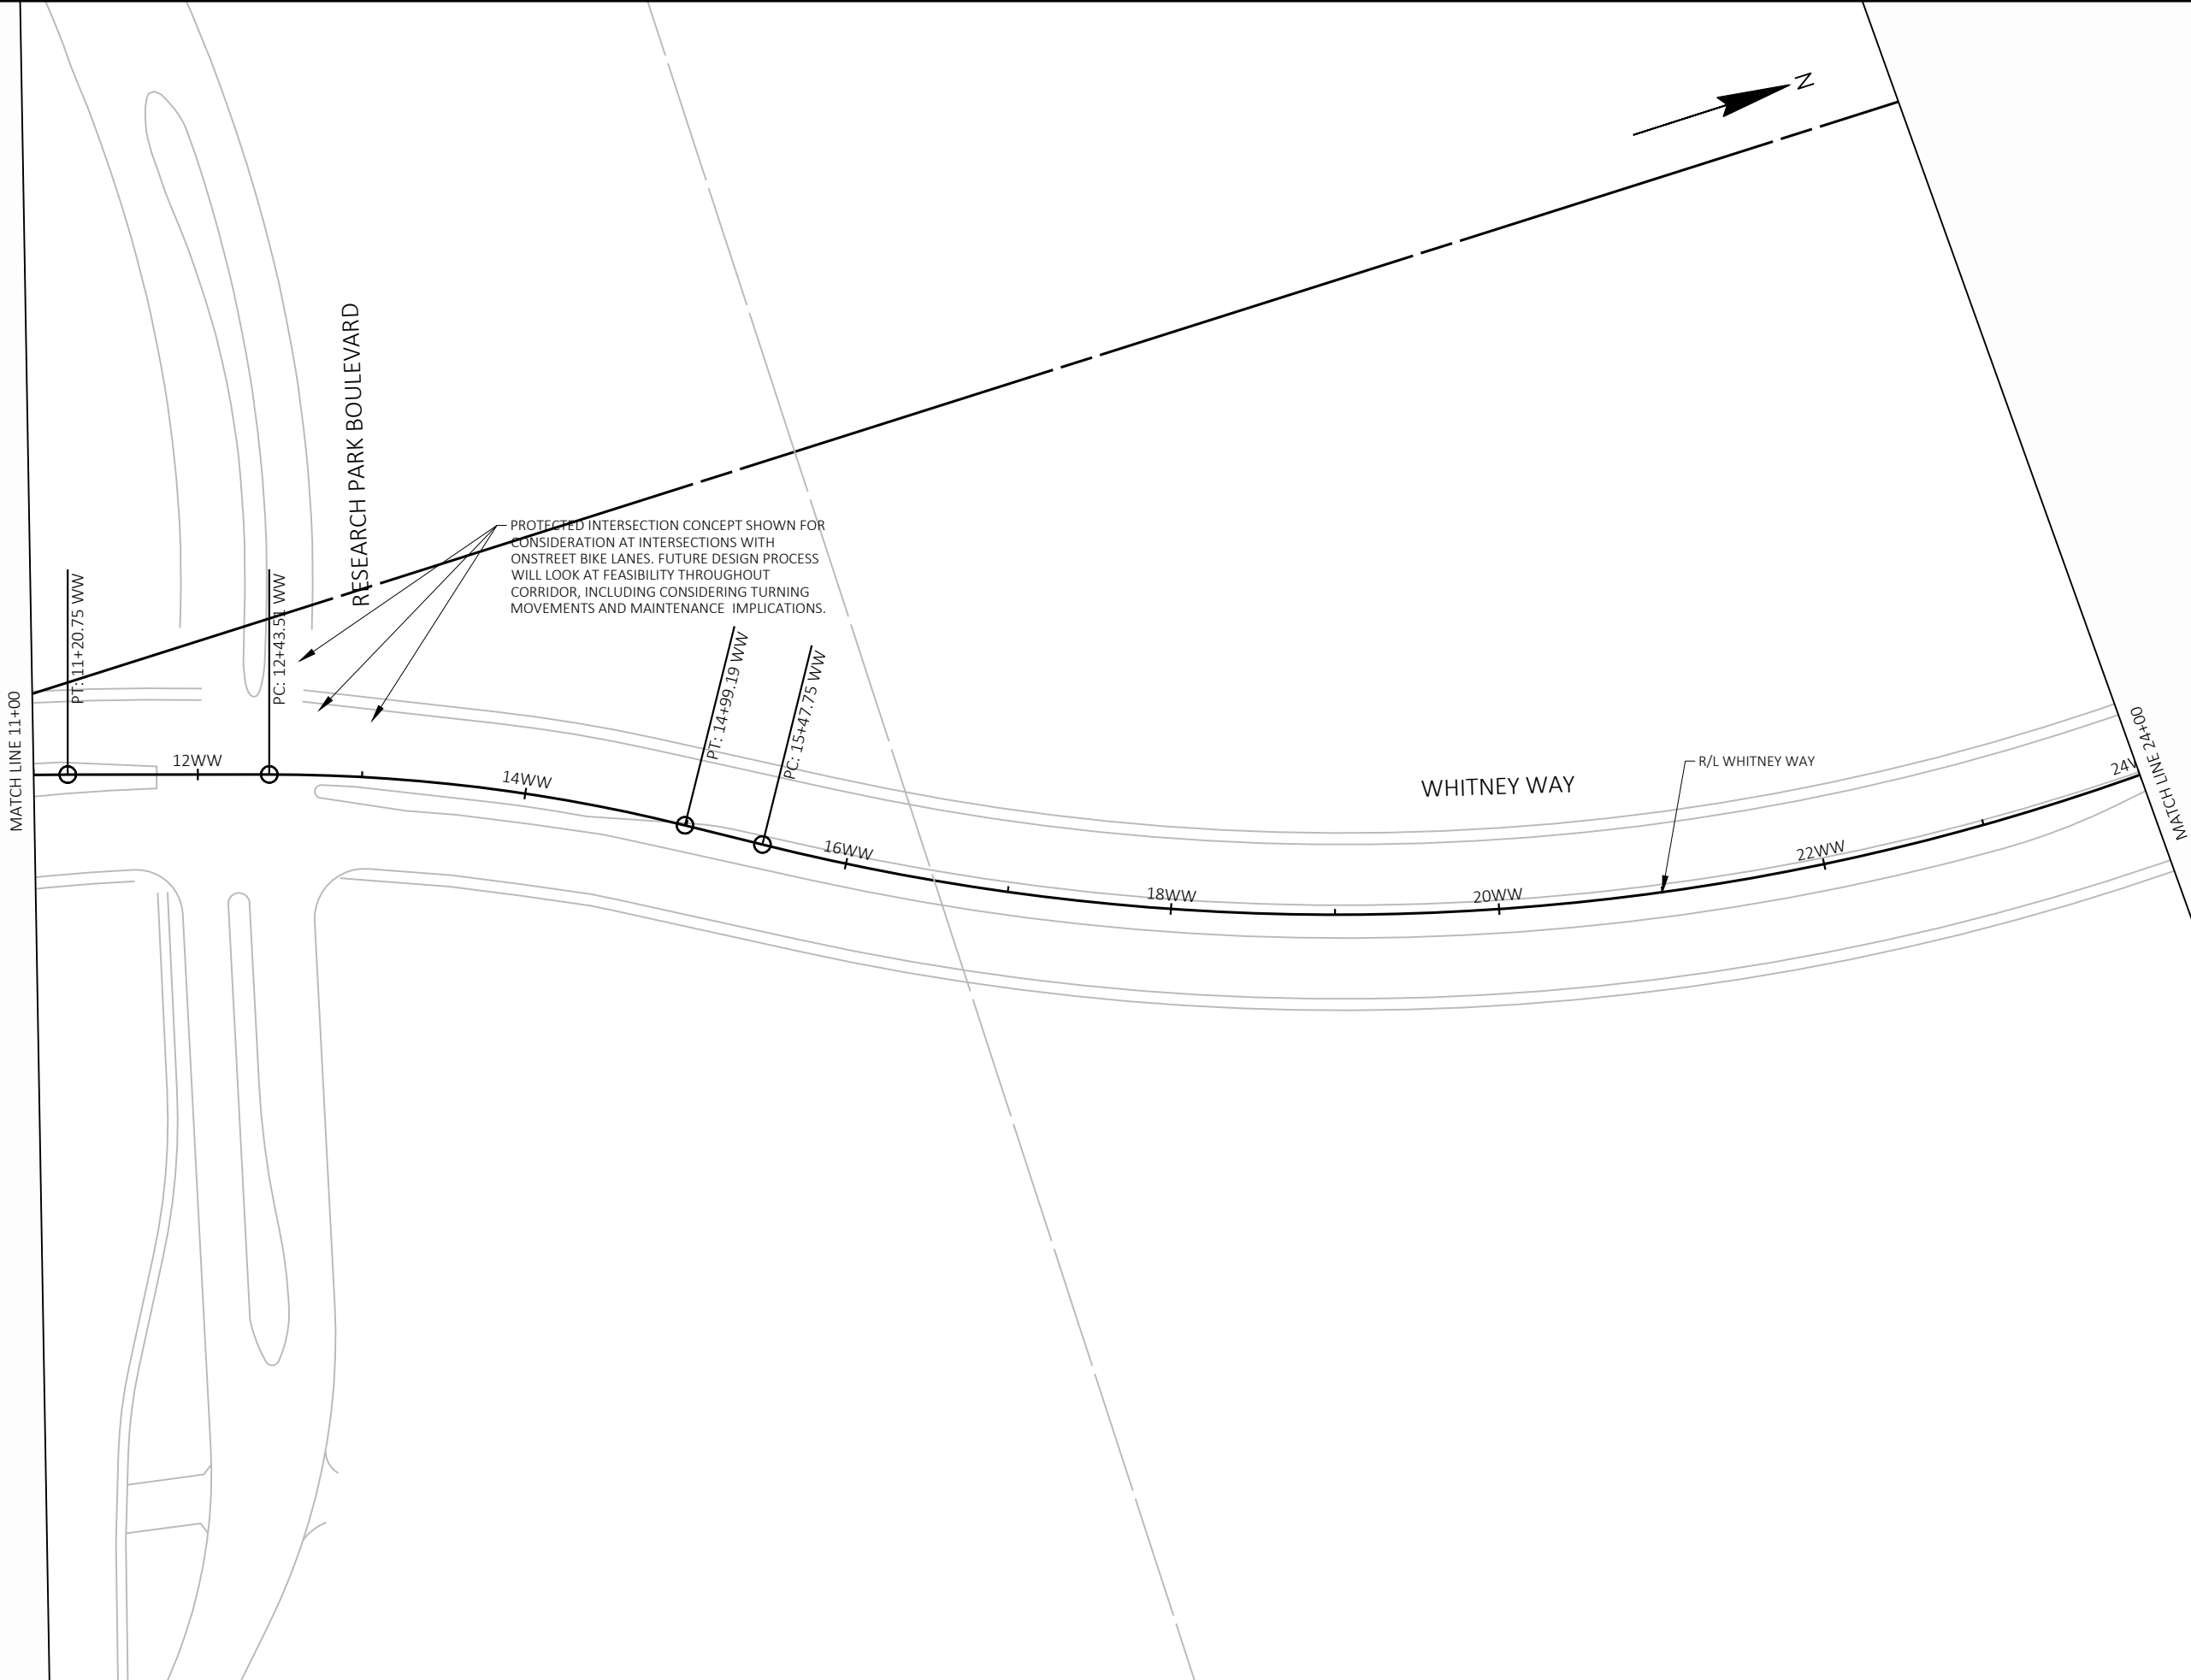 N
RESEARCH PARK BOULEVARD
PROTECTED INTERSECTION CONCEPT SHOWN FOR
CONSIDERATION AT INTERSECTIONS WITH
ONSTREET BIKE LANES. FUTURE DESIGN PROCESS
WILL LOOK AT FEASIBILITY THROUGHOUT
CORRIDOR, INCLUDING CONSIDERING TURNING
MOVEMENTS AND MAINTENANCE IMPLICATIONS.
PT: 11+20.75 WW
PC: 12+43.51 WW
PT: 14+99.19 WW
PC: 15+47.75 WW
MATCH LINE 11+00
12WW
14WW
16WW
18WW
20WW
22WW
24V
WHITNEY WAY
R/L WHITNEY WAY
MATCH LINE 24+00